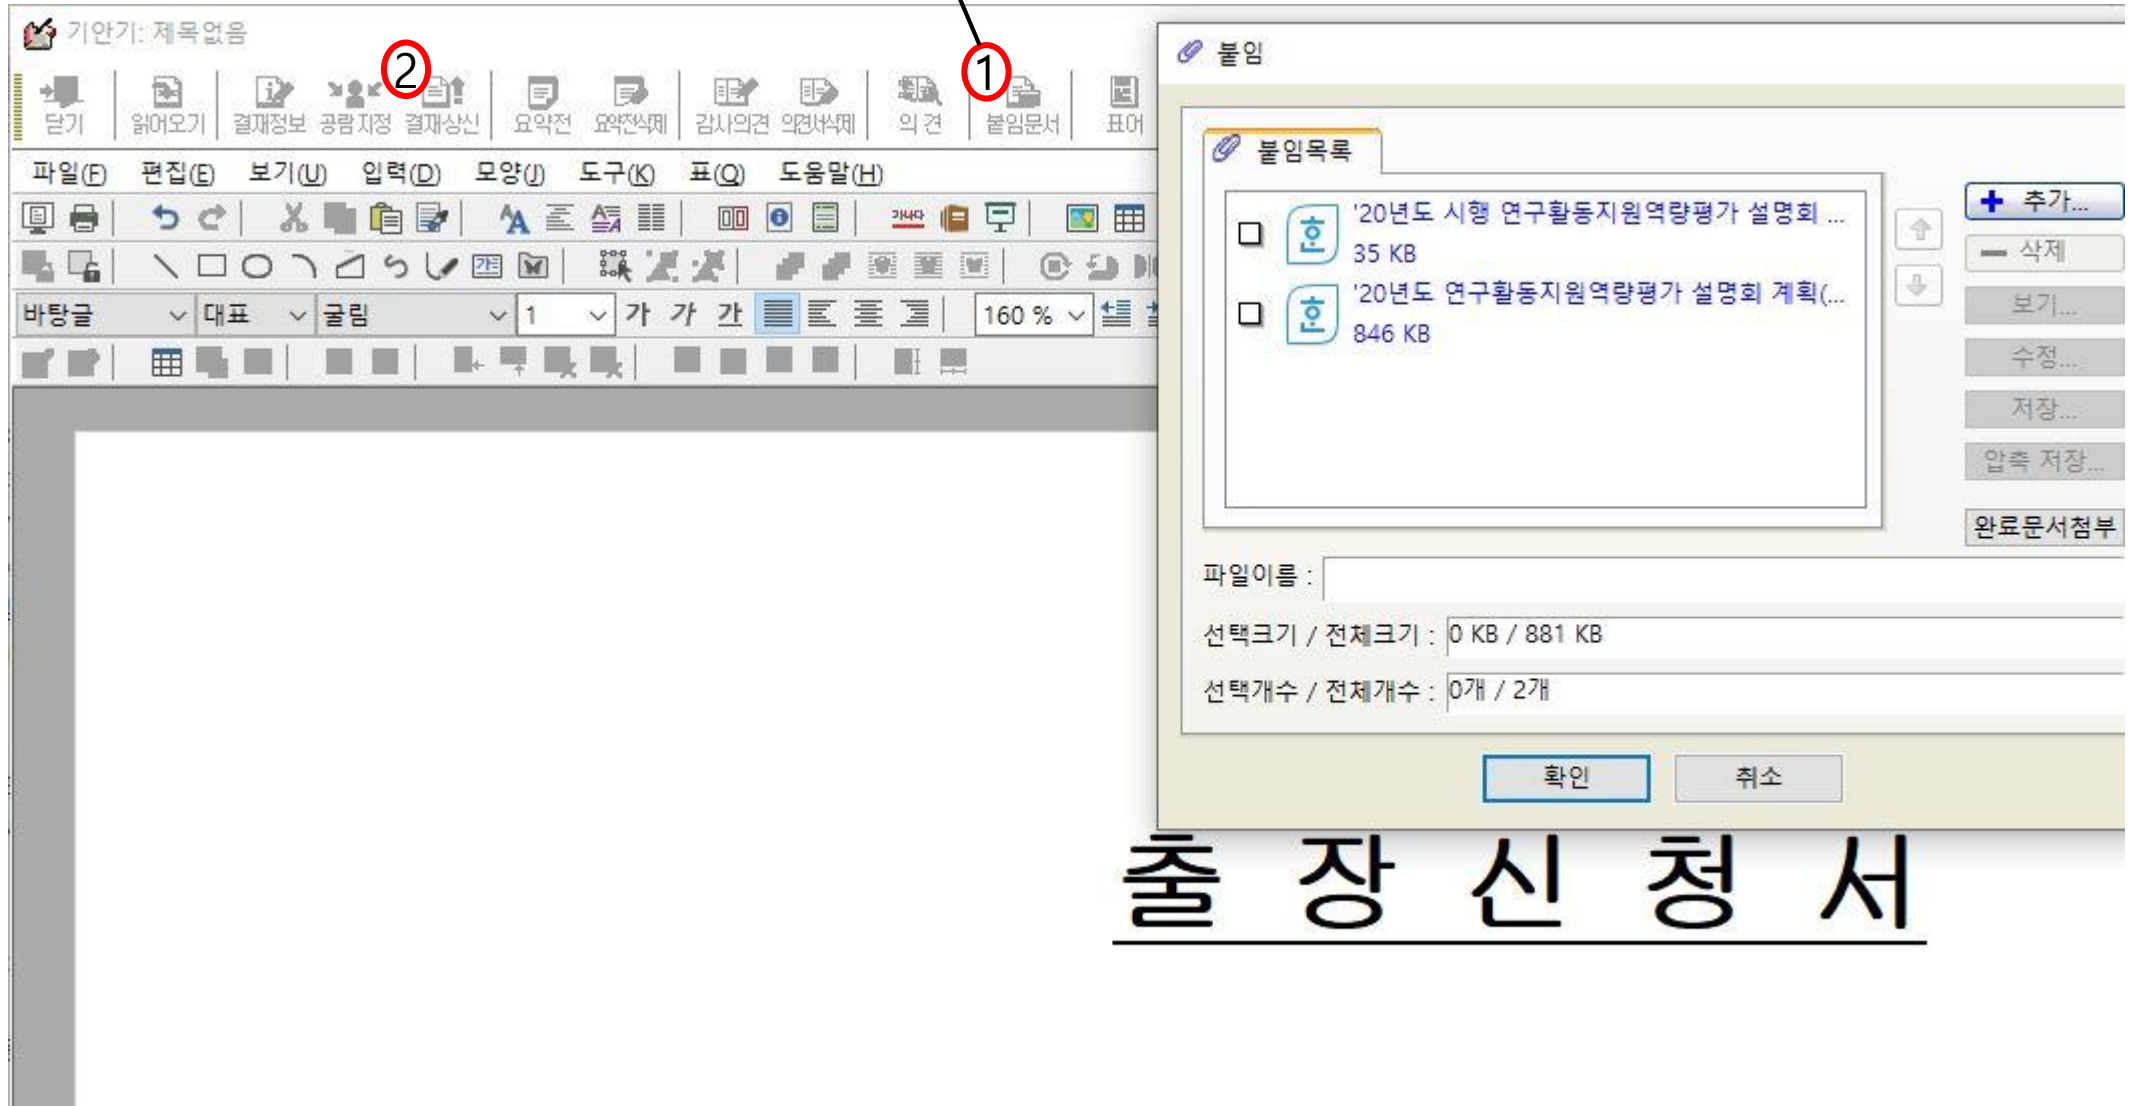 기안기: 제목없음
② ①
닫기 읽어오기 결재정보 공람지정 결재상신 요약전 요약전삭제 감사의견 의견서삭제 의 견 붙임문서 표어
파일(F) 편집(E) 보기(U) 입력(D) 모양(J) 도구(K) 표(Q) 도움말(H)
바탕글 대표 굴림 1 가 가 가 160 %
붙임
붙임목록
'20년도 시행 연구활동지원역량평가 설명회 ...
35 KB
'20년도 연구활동지원역량평가 설명회 계획(...
846 KB
추가...
삭제
보기...
수정...
저장...
압축 저장...
완료문서첨부
파일이름 :
선택크기 / 전체크기 : 0 KB / 881 KB
선택개수 / 전체개수 : 0개 / 2개
확인 취소
출 장 신 청 서